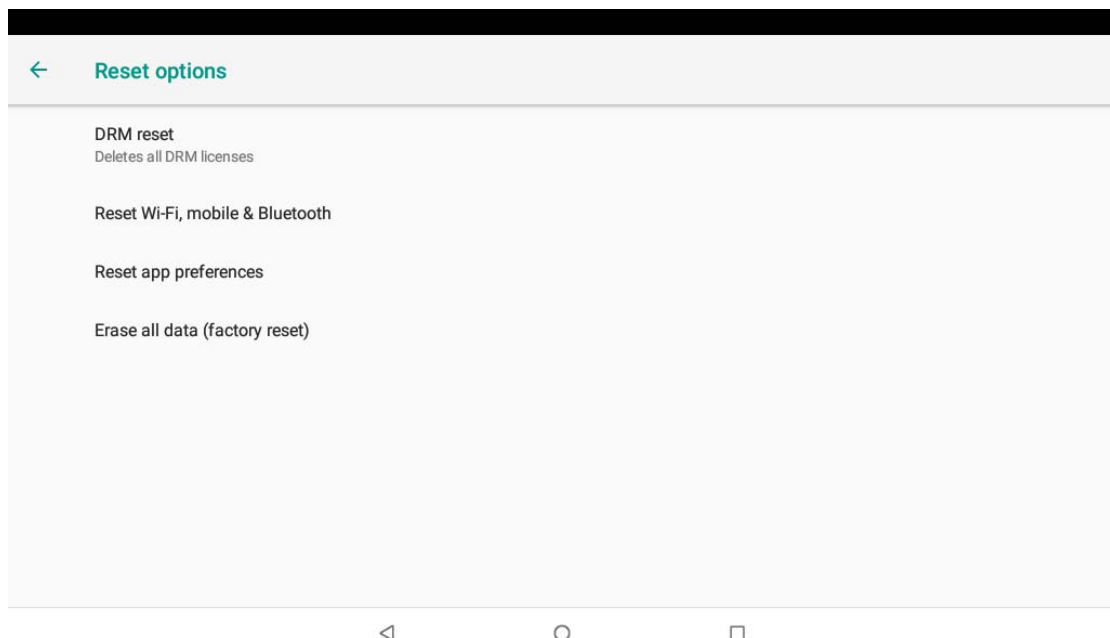 Reset options
DRM reset
Deletes all DRM licenses
Reset Wi-Fi, mobile & Bluetooth
Reset app preferences
Erase all data (factory reset)